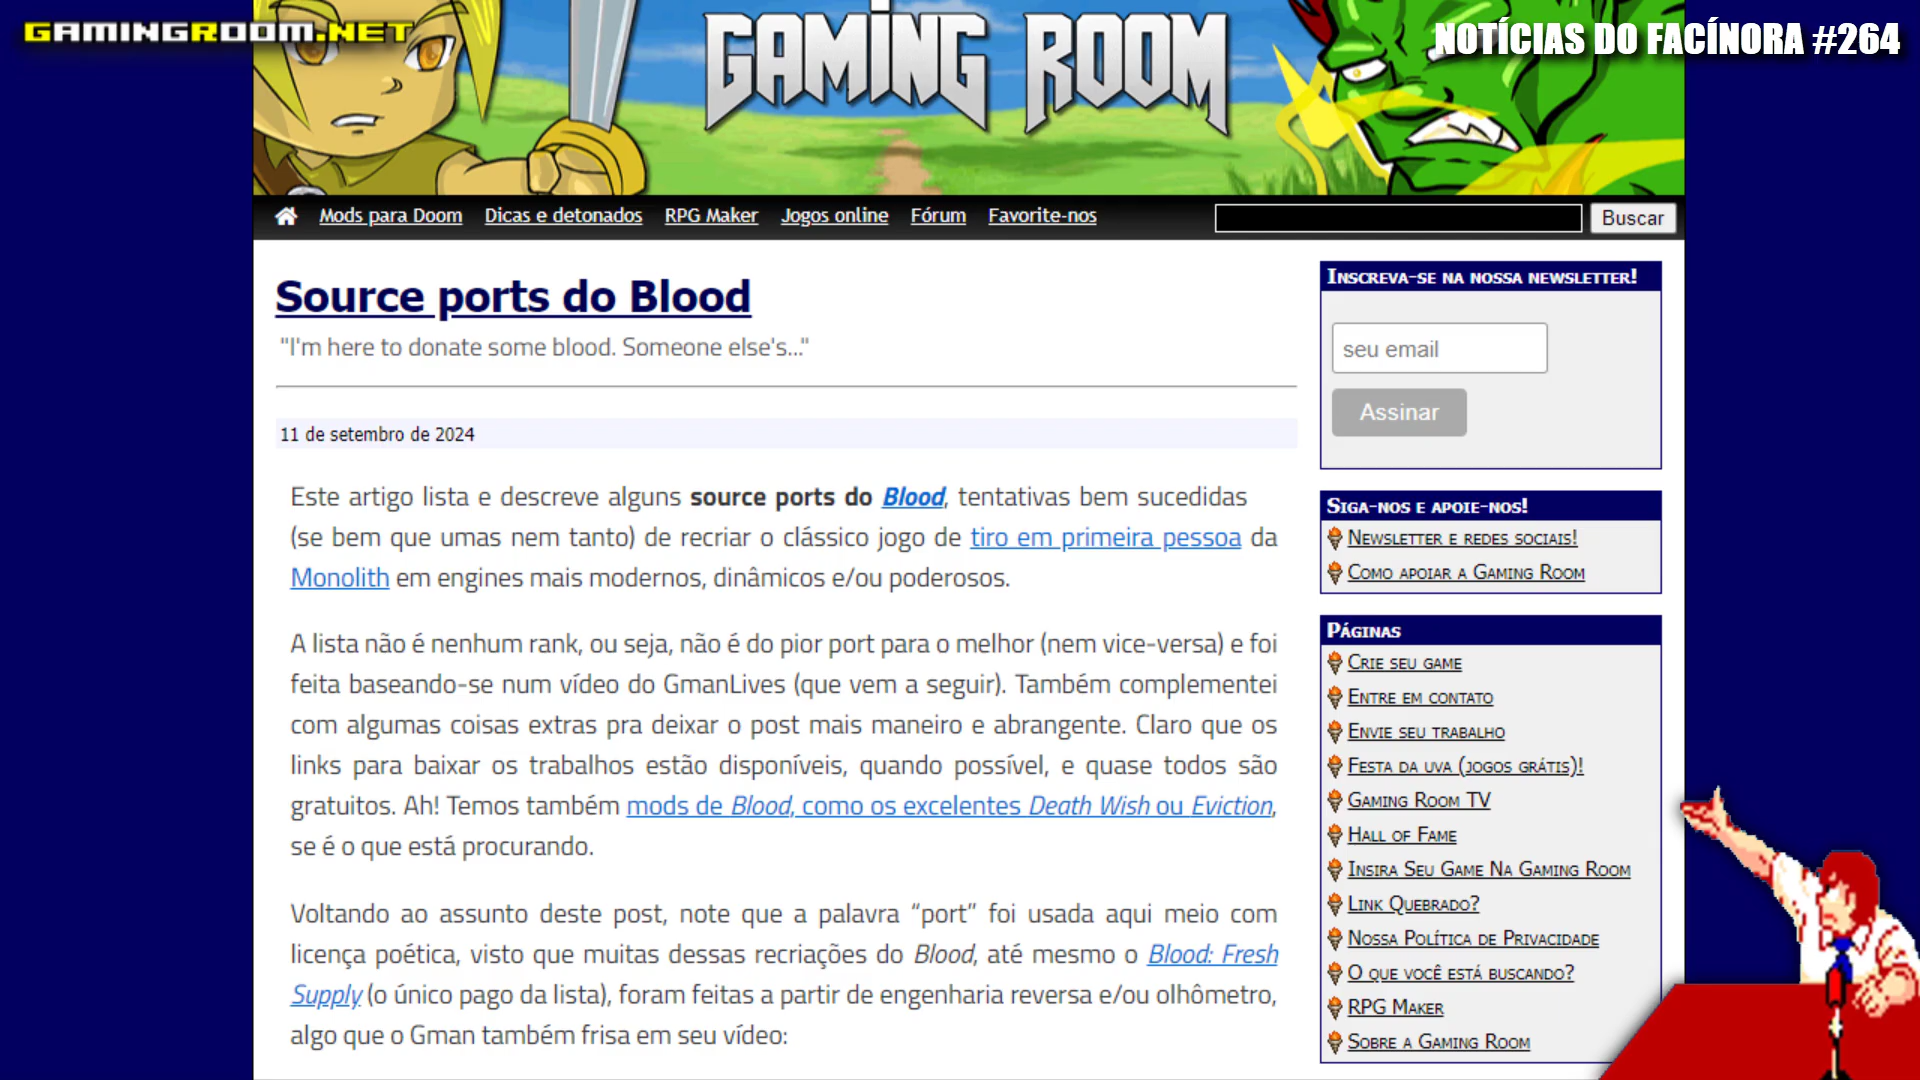 GAMINGROOM.NET
GAMING ROOM
NOTÍCIAS DO FACÍNORA #264
Mods para Doom Dicas e detonados RPG Maker Jogos online Fórum Favorite-nos Buscar
Source ports do Blood
"I'm here to donate some blood. Someone else's..."
11 de setembro de 2024
Este artigo lista e descreve alguns source ports do Blood, tentativas bem sucedidas
(se bem que umas nem tanto) de recriar o clássico jogo de tiro em primeira pessoa da
Monolith em engines mais modernos, dinâmicos e/ou poderosos.
A lista não é nenhum rank, ou seja, não é do pior port para o melhor (nem vice-versa) e foi
feita baseando-se num vídeo do GmanLives (que vem a seguir). Também complementei
com algumas coisas extras pra deixar o post mais maneiro e abrangente. Claro que os
links para baixar os trabalhos estão disponíveis, quando possível, e quase todos são
gratuitos. Ah! Temos também mods de Blood, como os excelentes Death Wish ou Eviction,
se é o que está procurando.
Voltando ao assunto deste post, note que a palavra “port” foi usada aqui meio com
licença poética, visto que muitas dessas recriações do Blood, até mesmo o Blood: Fresh
Supply (o único pago da lista), foram feitas a partir de engenharia reversa e/ou olhômetro,
algo que o Gman também frisa em seu vídeo:
Inscreva-se na nossa newsletter!
seu email
Assinar
Siga-nos e apoie-nos!
Newsletter e redes sociais!
Como apoiar a Gaming Room
Páginas
Crie seu game
Entre em contato
Envie seu trabalho
Festa da uva (jogos grátis)!
Gaming Room TV
Hall of Fame
Insira Seu Game Na Gaming Room
Link Quebrado?
Nossa Política de Privacidade
O que você está buscando?
RPG Maker
Sobre a Gaming Room